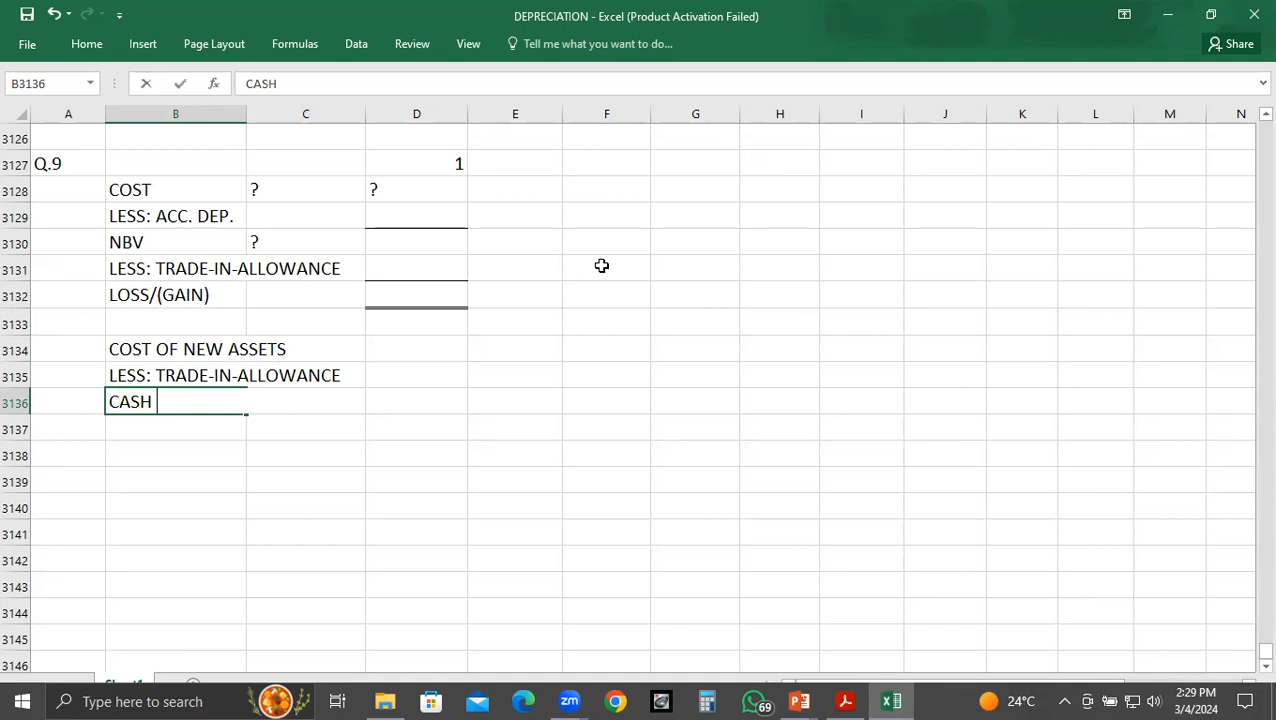 DEPRECIATION - Excel (Product Activation Failed)
File Home Insert Page Layout Formulas Data Review View Tell me what you want to do... Share
B3136 fx CASH
A B C D E F G H I J K L M N
3126
3127 Q.9 1
3128 COST ? ?
3129 LESS: ACC. DEP.
3130 NBV ?
3131 LESS: TRADE-IN-ALLOWANCE
3132 LOSS/(GAIN)
3133
3134 COST OF NEW ASSETS
3135 LESS: TRADE-IN-ALLOWANCE
3136 CASH
3137
3138
3139
3140
3141
3142
3143
3144
3145
3146
Type here to search 69 24°C 2:29 PM
3/4/2024